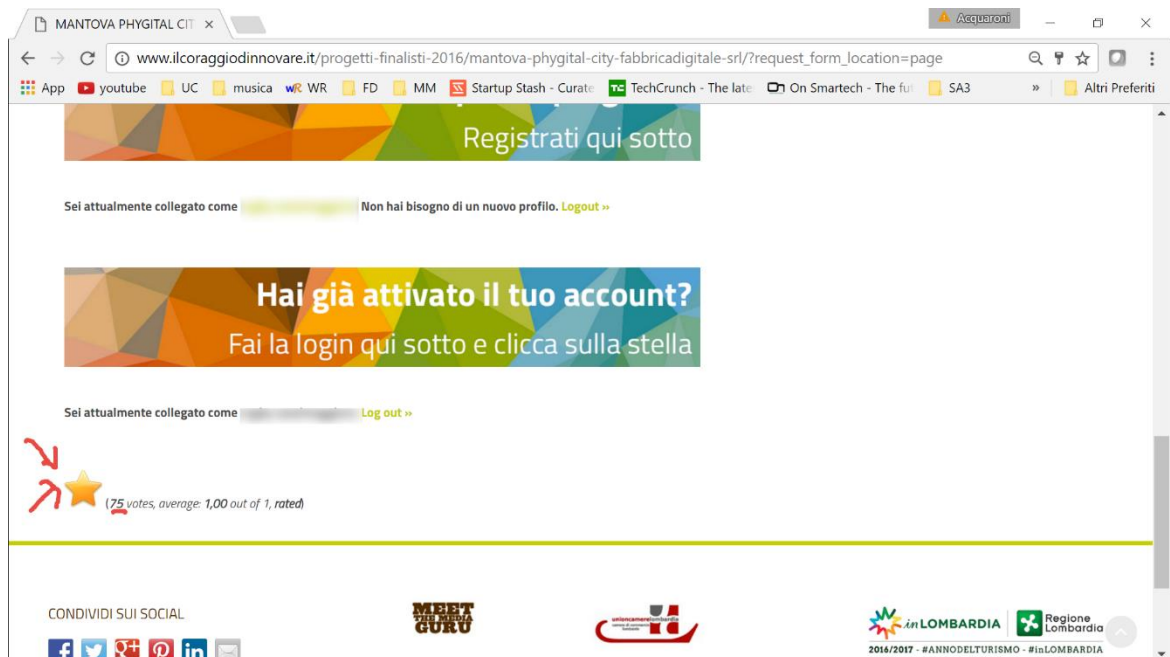 MANTOVA PHYGITAL CIT ×
Acquaroni
www.ilcoraggiodinnovare.it/progetti-finalisti-2016/mantova-phygital-city-fabbricadigitale-srl/?request_form_location=page
App youtube UC musica wR WR FD MM Startup Stash - Curate TC TechCrunch - The late On Smartech - The fut SA3 » Altri Preferiti
Registrati qui sotto
Sei attualmente collegato come Non hai bisogno di un nuovo profilo. Logout »
Hai già attivato il tuo account?
Fai la login qui sotto e clicca sulla stella
Sei attualmente collegato come Log out »
(75 votes, average: 1,00 out of 1, rated)
CONDIVIDI SUI SOCIAL
MEET THE MEDIA GURU
unioncamerelombardia
inLOMBARDIA Regione Lombardia
2016/2017 - #ANNODELTURISMO - #inLOMBARDIA